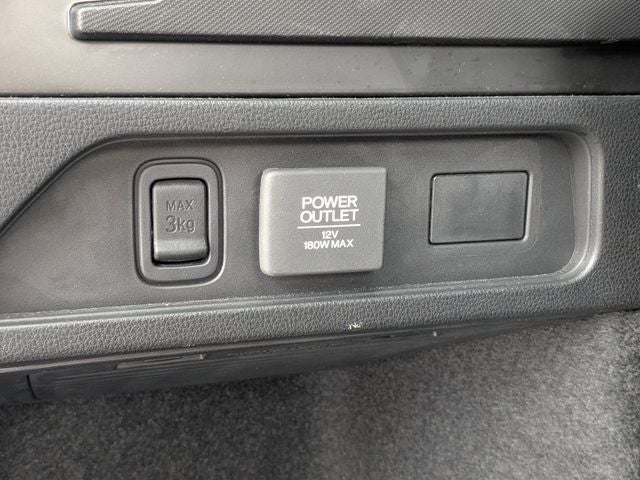 MAX
3kg
POWER
OUTLET
12V
180W MAX